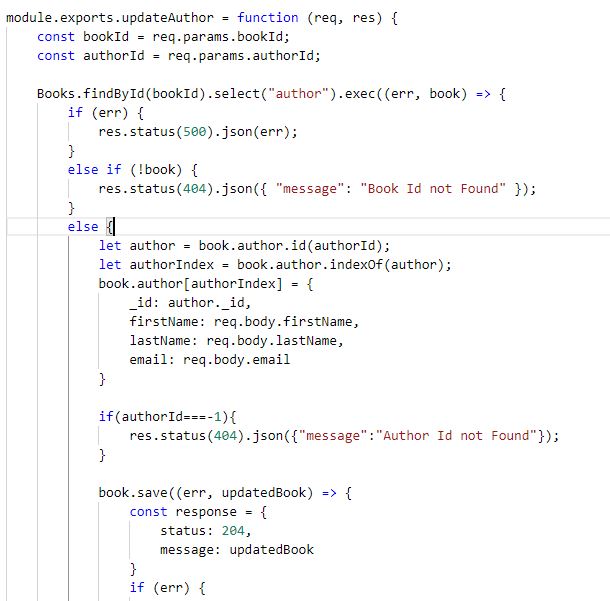 module.exports.updateAuthor = function (req, res) {
    const bookId = req.params.bookId;
    const authorId = req.params.authorId;

    Books.findById(bookId).select("author").exec((err, book) => {
        if (err) {
            res.status(500).json(err);
        }
        else if (!book) {
            res.status(404).json({ "message": "Book Id not Found" });
        }
        else {
            let author = book.author.id(authorId);
            let authorIndex = book.author.indexOf(author);
            book.author[authorIndex] = {
                _id: author._id,
                firstName: req.body.firstName,
                lastName: req.body.lastName,
                email: req.body.email
            }

            if(authorId===-1){
                res.status(404).json({"message":"Author Id not Found"});
            }

            book.save((err, updatedBook) => {
                const response = {
                    status: 204,
                    message: updatedBook
                }
                if (err) {